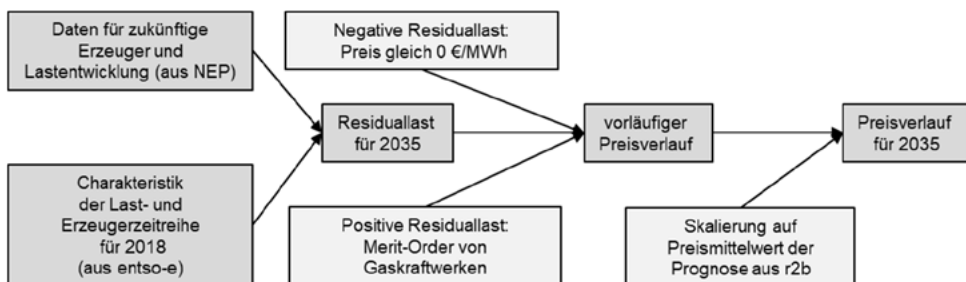 Daten für zukünftige
Erzeuger und
Lastentwicklung (aus NEP)
Negative Residuallast:
Preis gleich 0 €/MWh
Residuallast
für 2035
vorläufiger
Preisverlauf
Preisverlauf
für 2035
Charakteristik
der Last- und
Erzeugerzeitreihe
für 2018
(aus entso-e)
Positive Residuallast:
Merit-Order von
Gaskraftwerken
Skalierung auf
Preismittelwert der
Prognose aus r2b